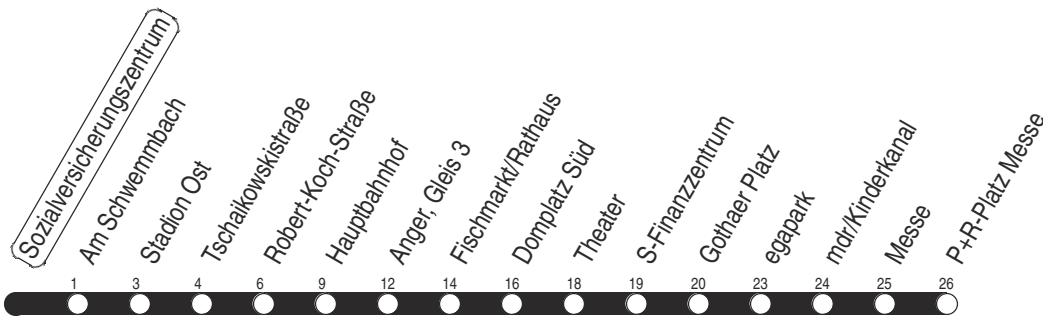 Sozialversicherungszentrum
Am Schwemmbach
Stadion Ost
Tschaikowskistraße
Robert-Koch-Straße
Hauptbahnhof
Anger, Gleis 3
Fischmarkt/Rathaus
Domplatz Süd
Theater
S-Finanzzentrum
Gothaer Platz
egapark
mdr/Kinderkanal
Messe
P+R-Platz Messe
1 3 4 6 9 12 14 16 18 19 20 23 24 25 26